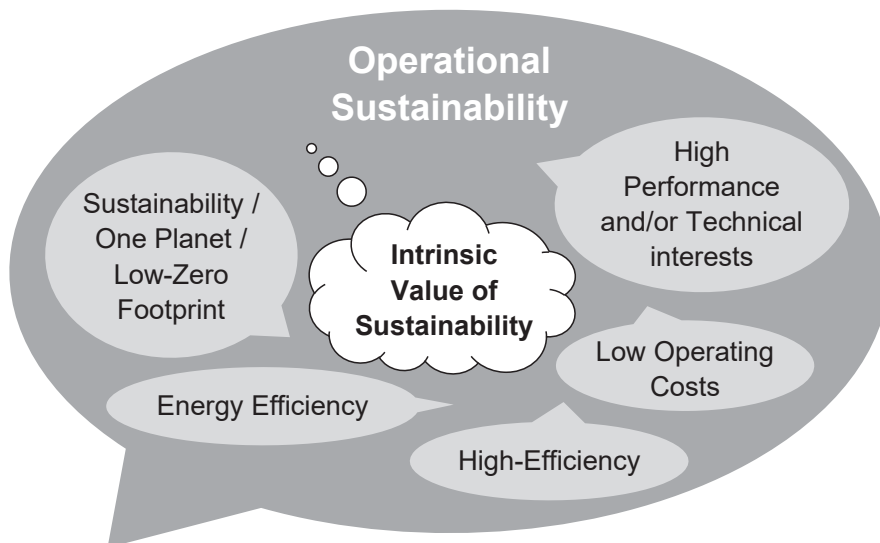 Operational
Sustainability
Sustainability /
One Planet /
Low-Zero
Footprint
High
Performance
and/or Technical
interests
Intrinsic
Value of
Sustainability
Low Operating
Costs
Energy Efficiency
High-Efficiency